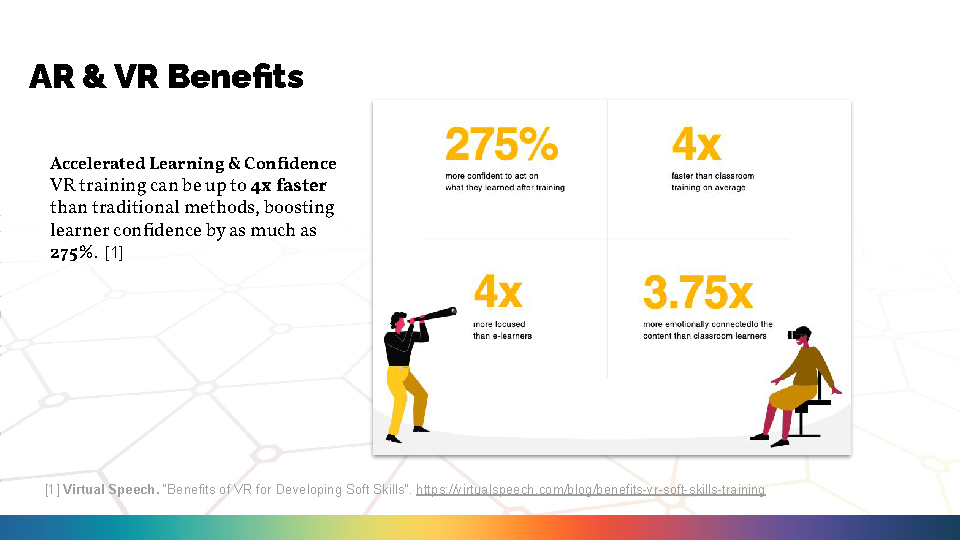 AR & VR Benefits
Accelerated Learning & Confidence
VR training can be up to 4x faster
than traditional methods, boosting
learner confidence by as much as
275%. [1]
275%
more confident to act on
what they learned after training
4x
faster than classroom
training on average
4x
more focused
than e-learners
3.75x
more emotionally connectedto the
content than classroom learners
[1] Virtual Speech. "Benefits of VR for Developing Soft Skills". https://virtualspeech.com/blog/benefits-vr-soft-skills-training